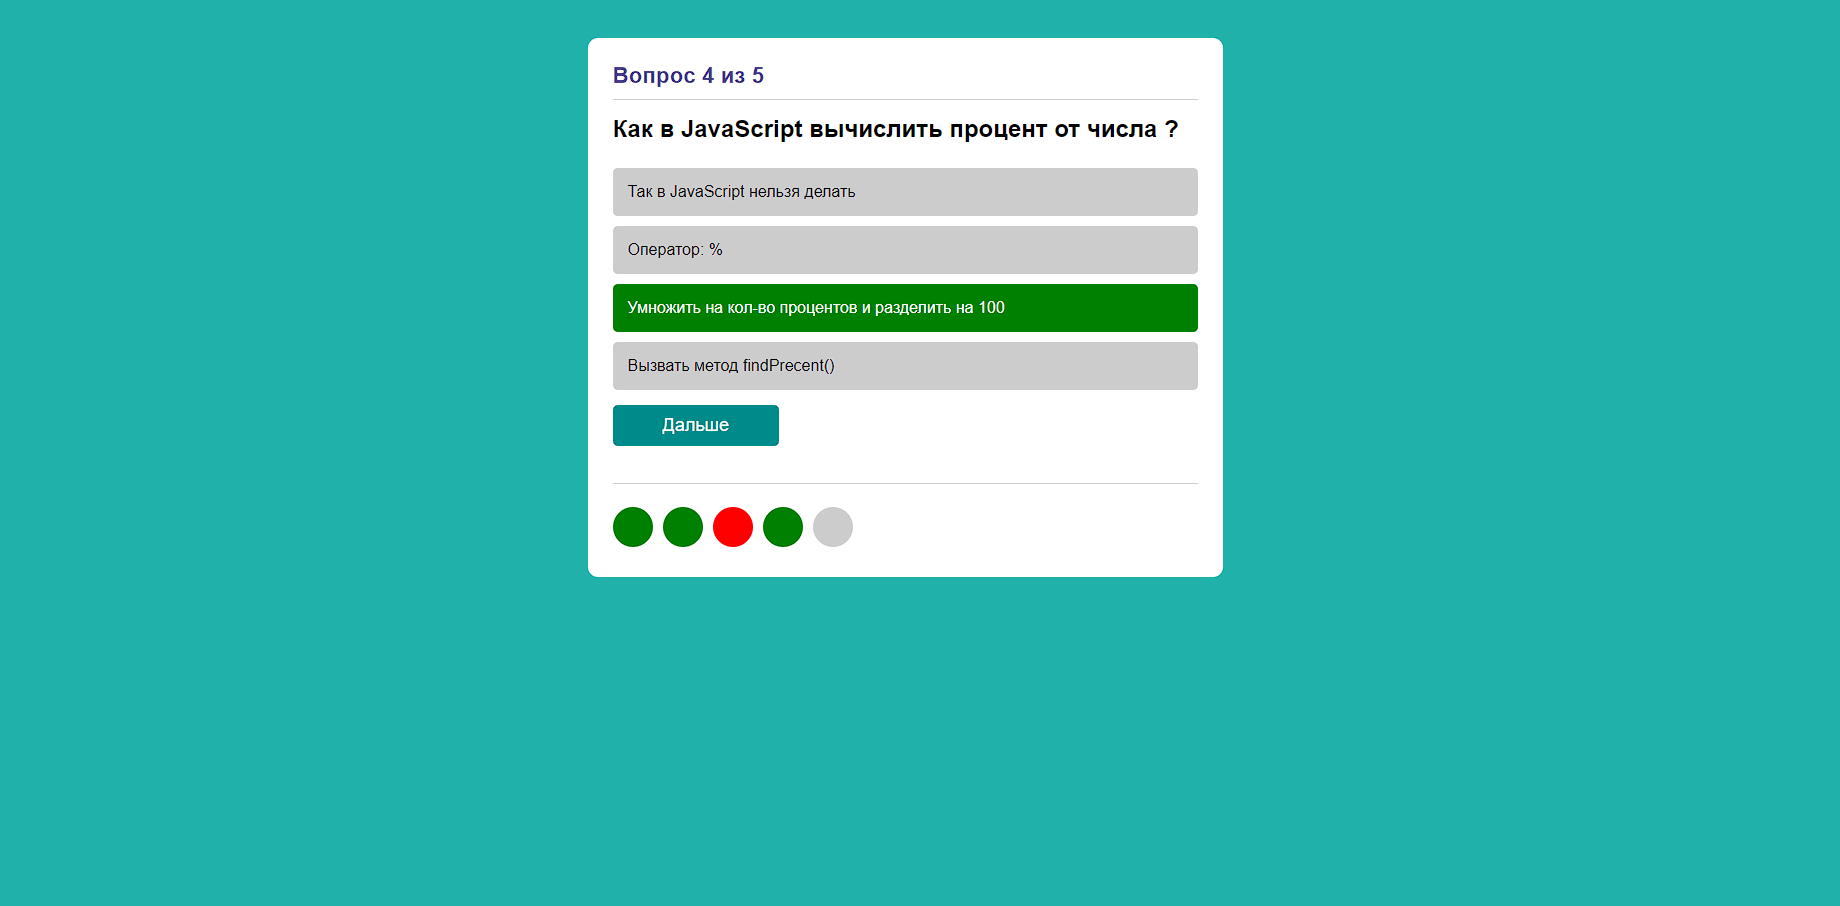 Вопрос 4 из 5
Как в JavaScript вычислить процент от числа ?
Так в JavaScript нельзя делать
Оператор: %
Умножить на кол-во процентов и разделить на 100
Вызвать метод findPrecent()
Дальше